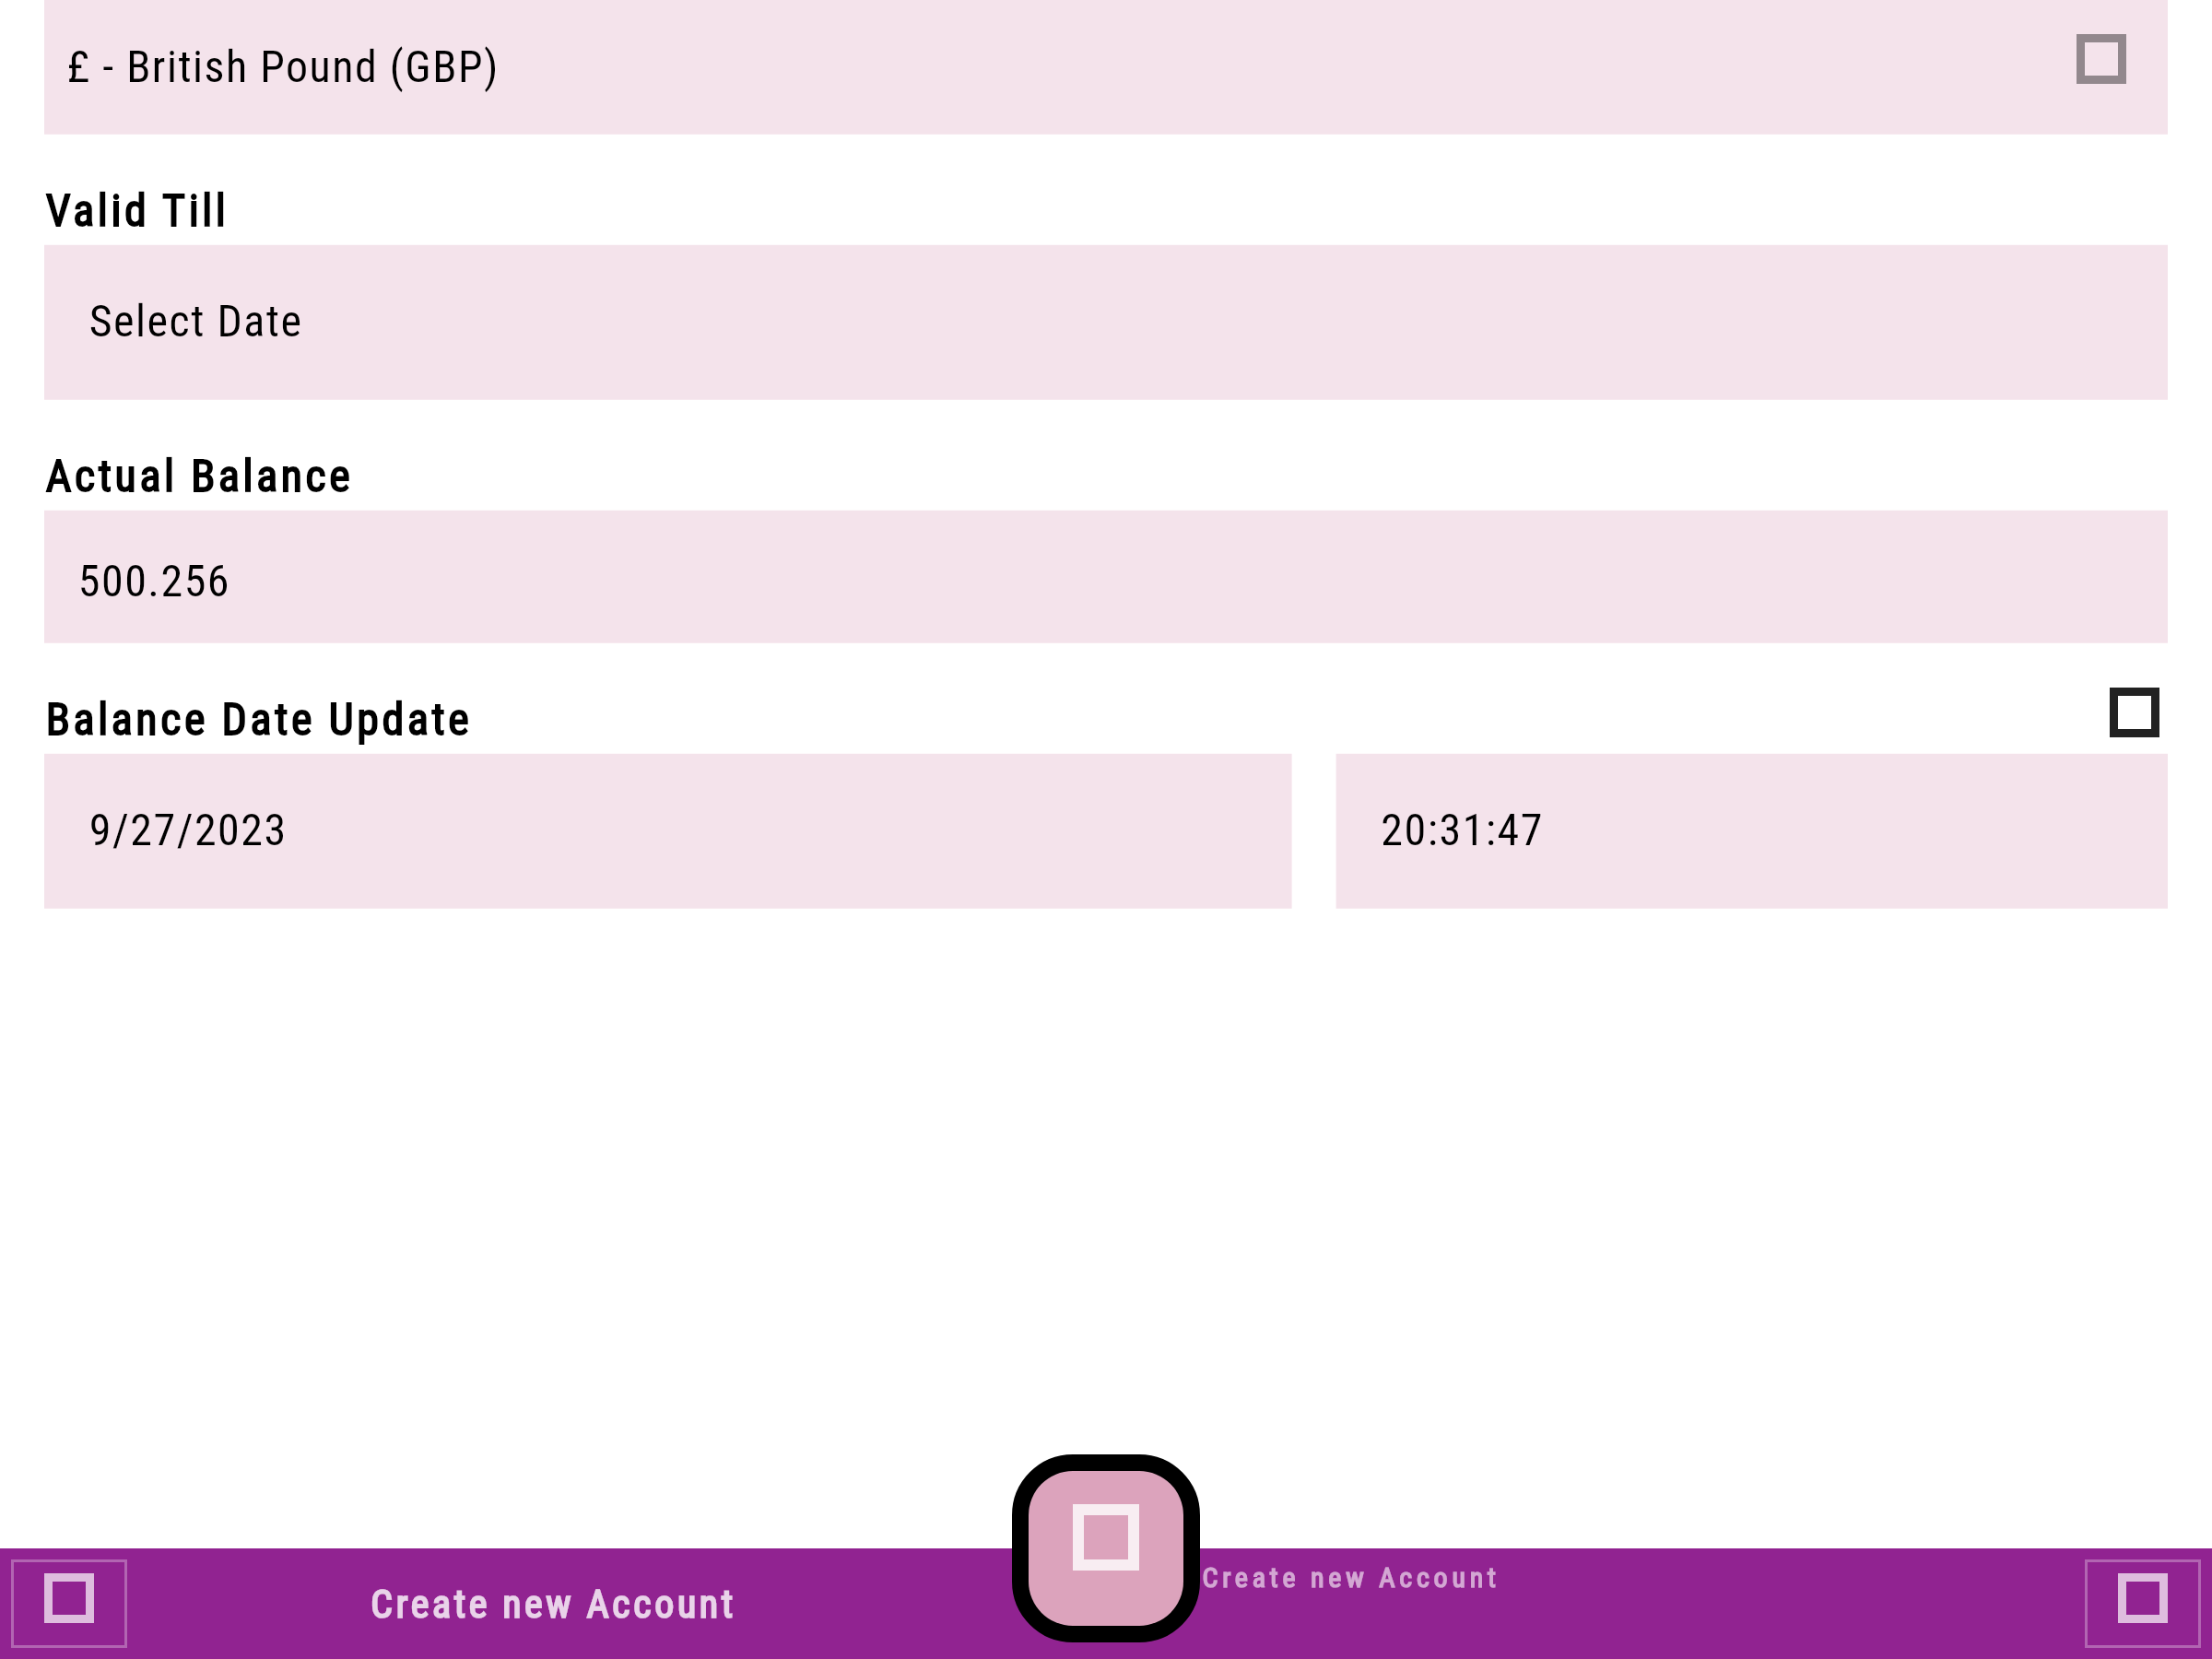 £ - British Pound (GBP)
Valid Till
Select Date
Actual Balance
500.256
Balance Date Update
9/27/2023
20:31:47
Create new Account
Create new Account